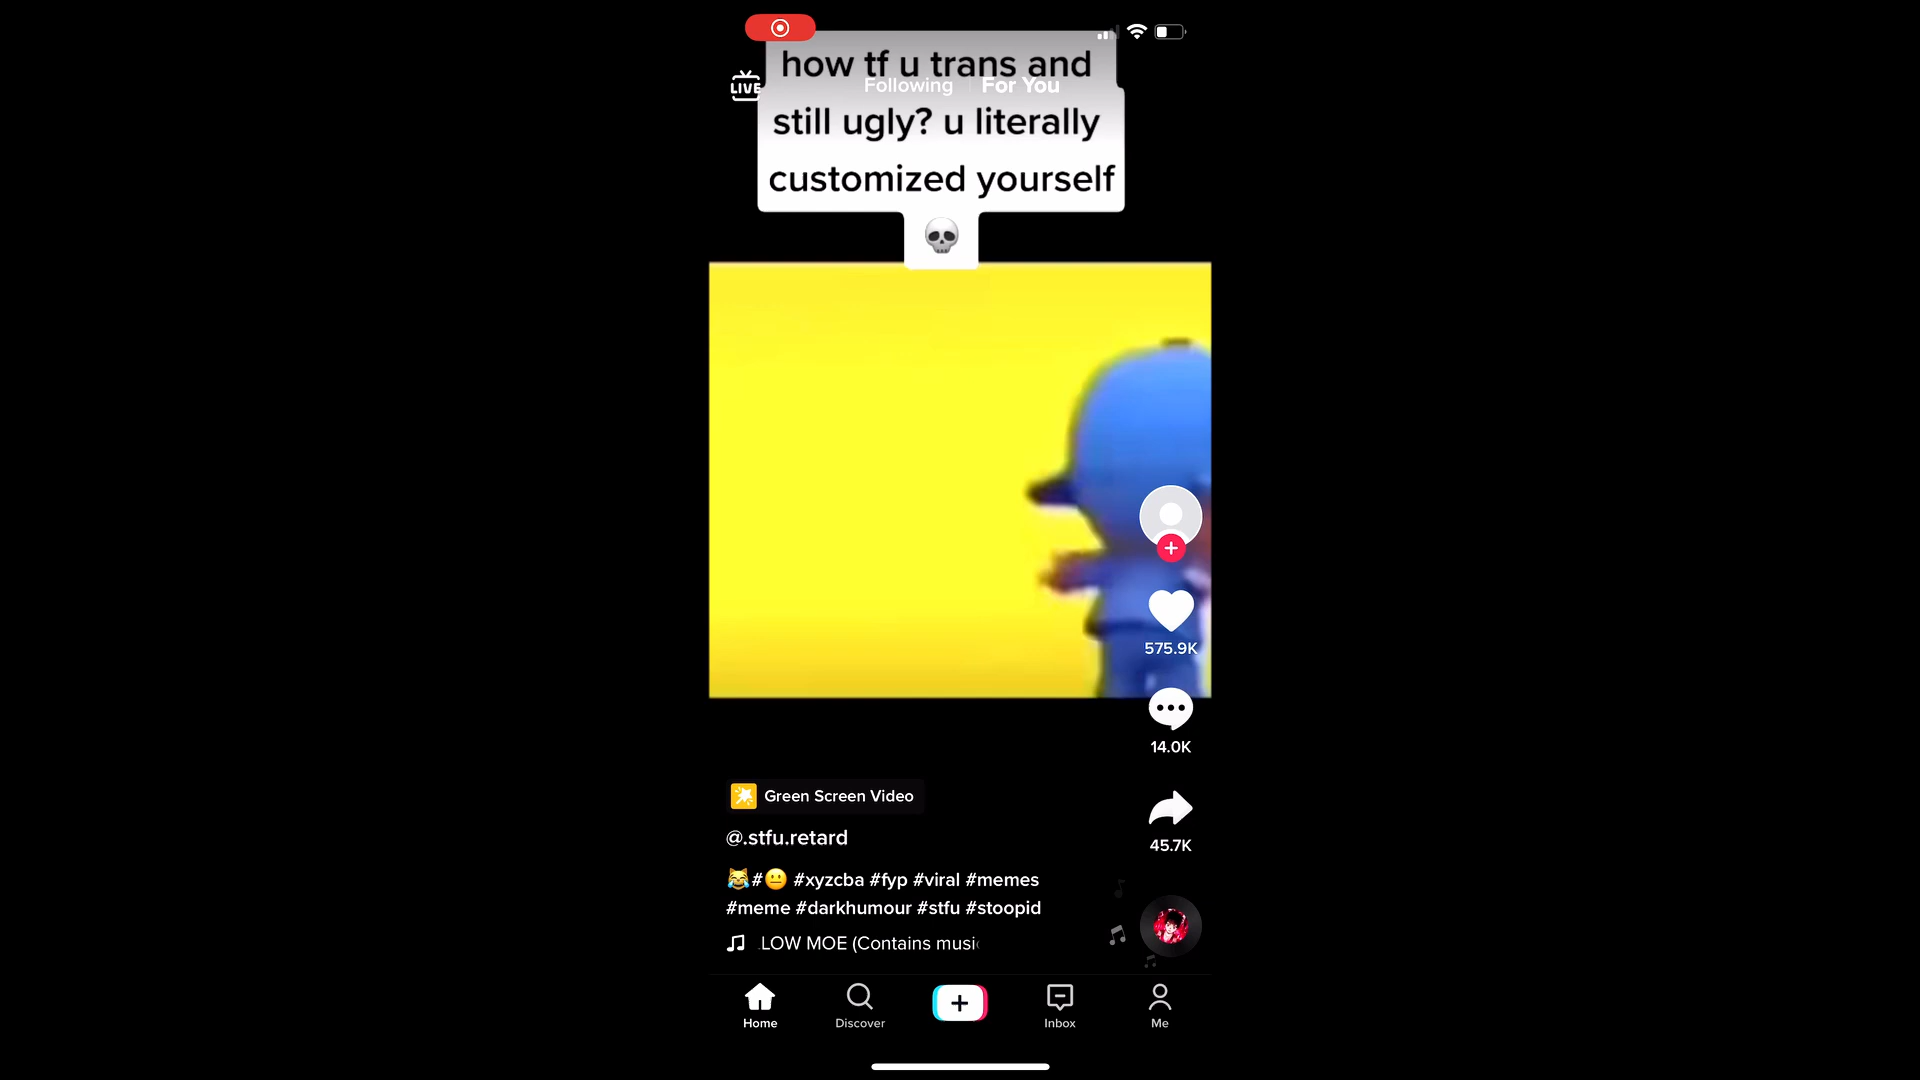 how tf u trans and
LIVE
Following
For You
still ugly? u literally
customized yourself
💀
575.9K
14.0K
Green Screen Video
@.stfu.retard
45.7K
😹#😐 #xyzcba #fyp #viral #memes
#meme #darkhumour #stfu #stoopid
LOW MOE (Contains music
Home
Discover
Inbox
Me